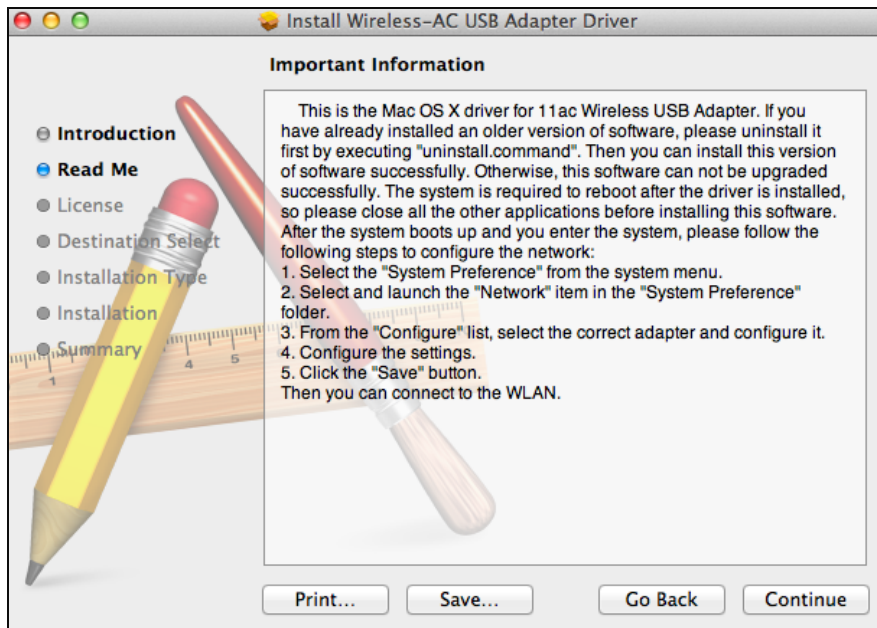 Install Wireless-AC USB Adapter Driver
Important Information
Introduction
Read Me
License
Destination Select
Installation Type
Installation
Summary
This is the Mac OS X driver for 11ac Wireless USB Adapter. If you
have already installed an older version of software, please uninstall it
first by executing "uninstall.command". Then you can install this version
of software successfully. Otherwise, this software can not be upgraded
successfully. The system is required to reboot after the driver is installed,
so please close all the other applications before installing this software.
After the system boots up and you enter the system, please follow the
following steps to configure the network:
1. Select the "System Preference" from the system menu.
2. Select and launch the "Network" item in the "System Preference"
folder.
3. From the "Configure" list, select the correct adapter and configure it.
4. Configure the settings.
5. Click the "Save" button.
Then you can connect to the WLAN.
1 4 5
Print... Save... Go Back Continue